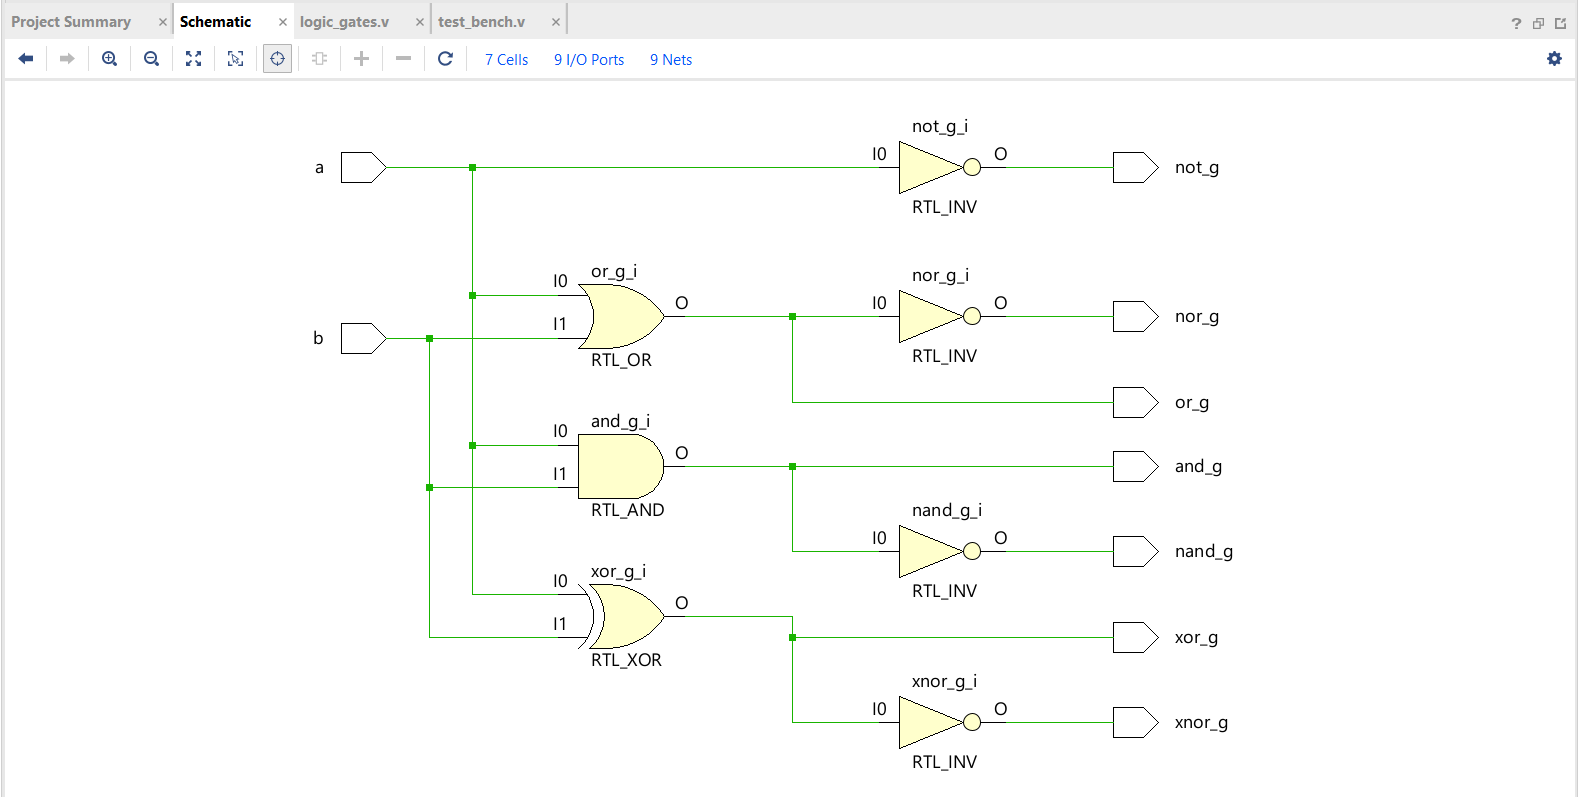 Project Summary × Schematic × logic_gates.v × test_bench.v ×
?
7 Cells 9 I/O Ports 9 Nets
not_g_i
a I0 O not_g
RTL_INV
or_g_i nor_g_i
I0 O I0 O nor_g
b I1
RTL_OR RTL_INV
or_g
and_g_i
I0 O and_g
I1
RTL_AND nand_g_i
I0 O nand_g
xor_g_i RTL_INV
I0 O
I1 xor_g
RTL_XOR xnor_g_i
I0 O xnor_g
RTL_INV